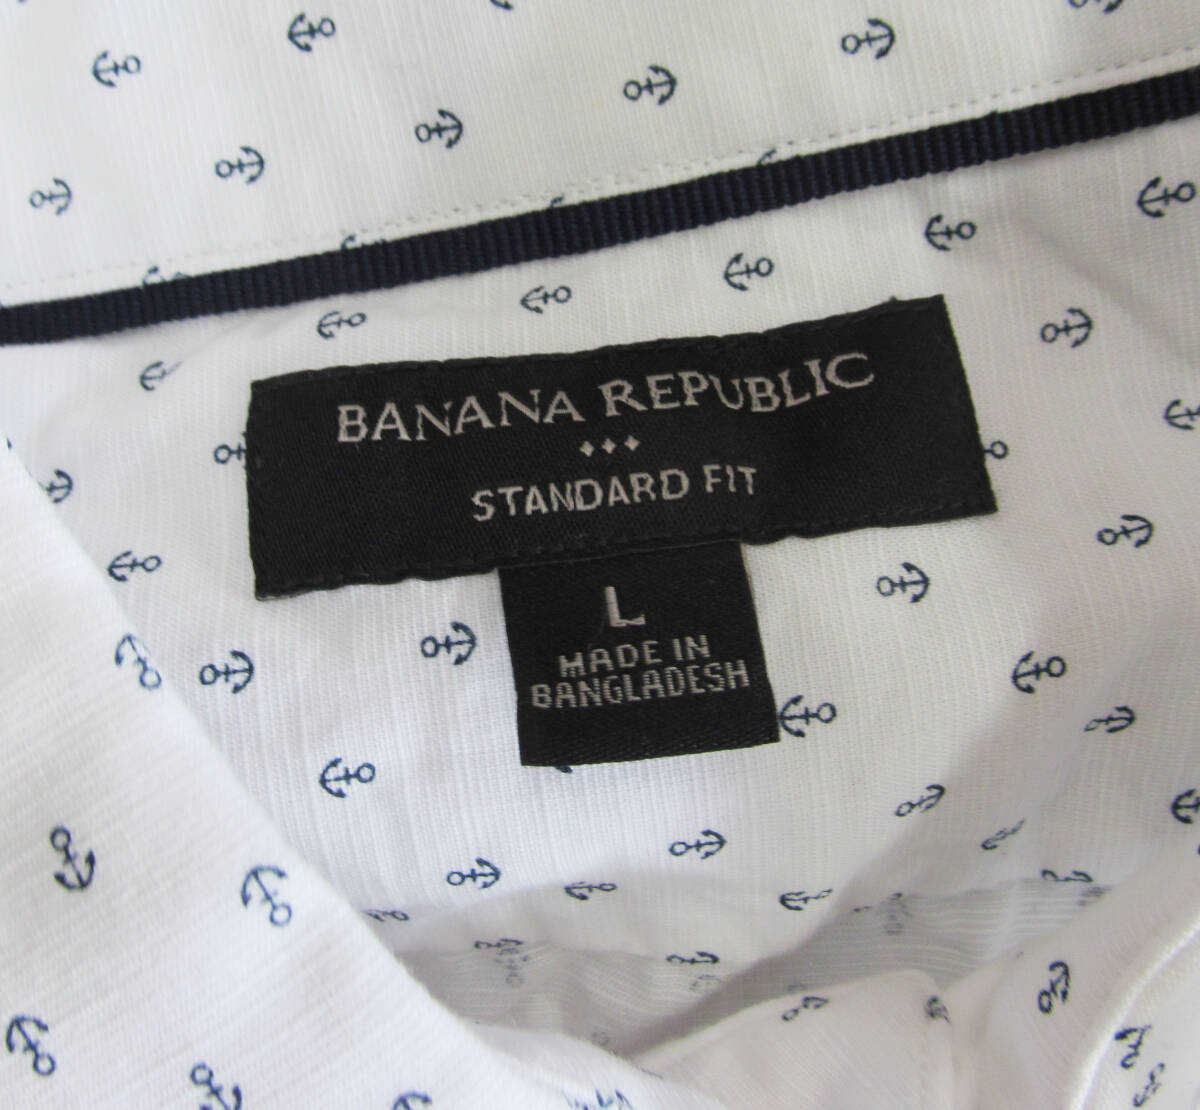 BANANA REPUBLIC
STANDARD FIT
L
MADE IN
BANGLADESH